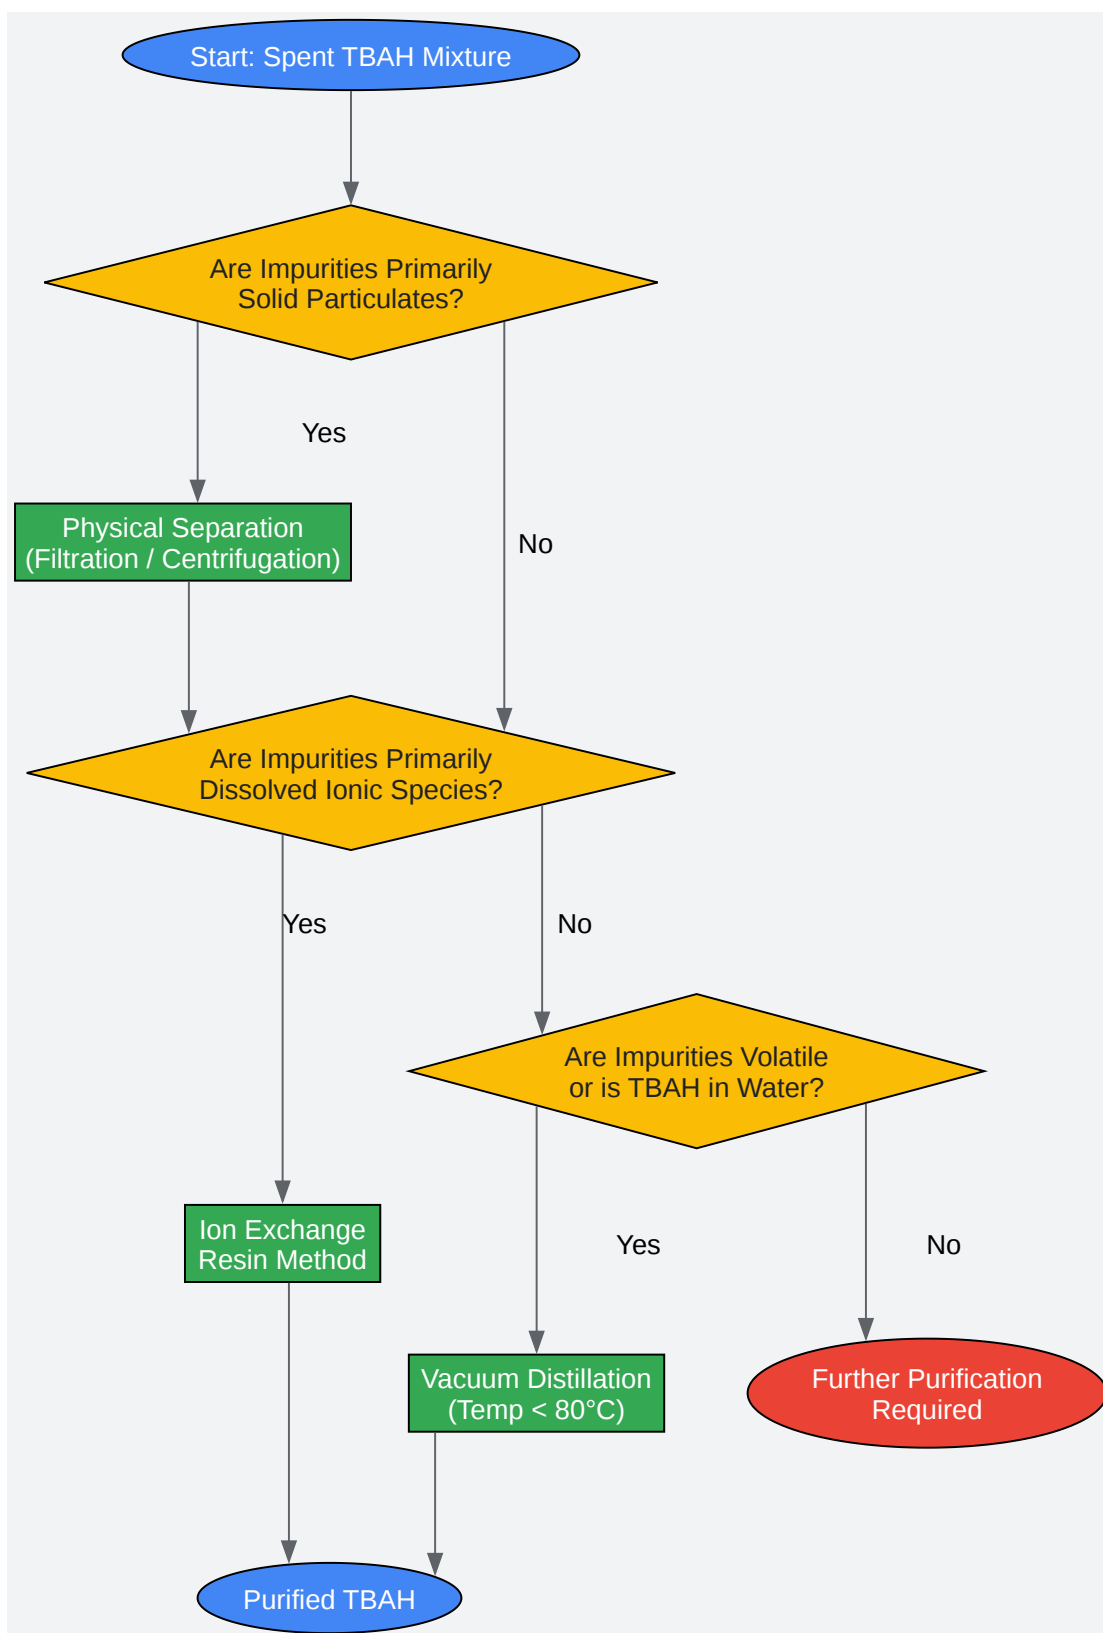 Start: Spent TBAH Mixture
Are Impurities Primarily
Solid Particulates?
Yes
Physical Separation
(Filtration / Centrifugation)
No
Are Impurities Primarily
Dissolved Ionic Species?
Yes
No
Are Impurities Volatile
or is TBAH in Water?
Ion Exchange
Resin Method
Yes
No
Vacuum Distillation
(Temp < 80°C)
Further Purification
Required
Purified TBAH